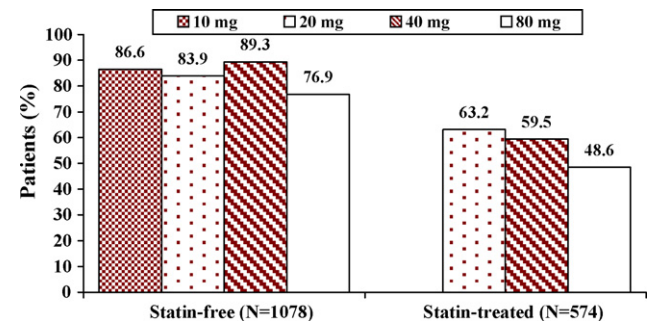 10 mg 20 mg 40 mg 80 mg
100
90
80
70
60
50
40
30
20
10
0
Patients (%)
86.6 83.9 89.3 76.9
63.2 59.5 48.6
Statin-free (N=1078) Statin-treated (N=574)